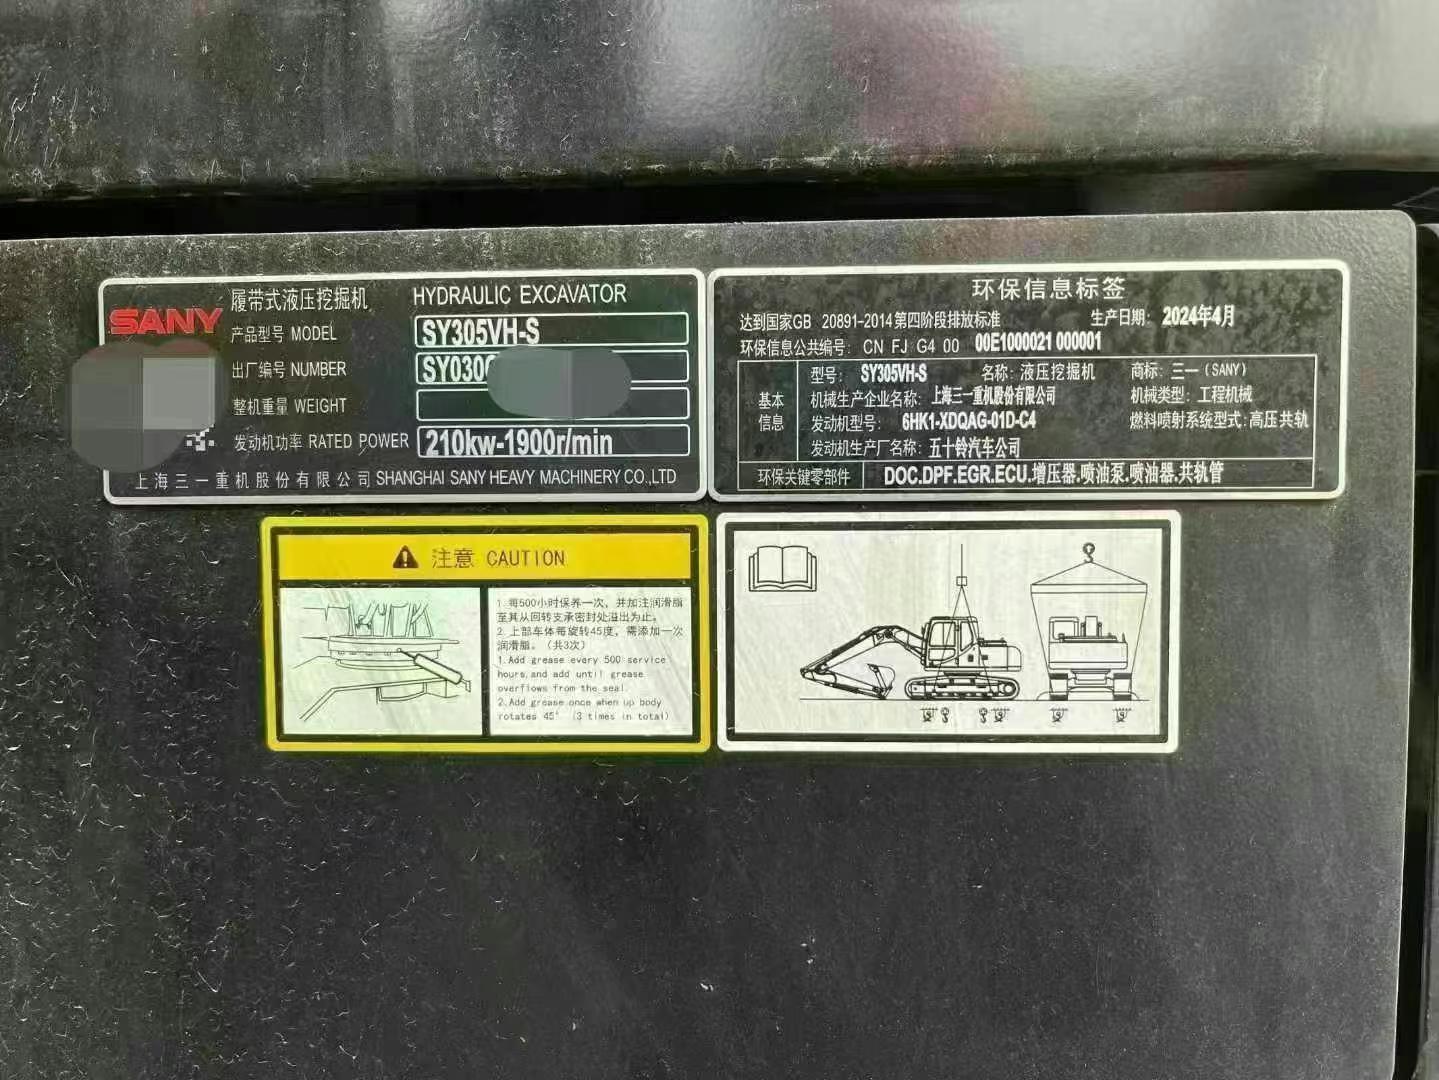 SANY
履带式液压挖掘机 HYDRAULIC EXCAVATOR
产品型号 MODEL SY305VH-S
出厂编号 NUMBER SY030
整机重量 WEIGHT
发动机功率 RATED POWER 210kw-1900r/min
上海三一重机股份有限公司 SHANGHAI SANY HEAVY MACHINERY CO.,LTD
环保信息标签
达到国家GB 20891-2014第四阶段排放标准 生产日期: 2024年4月
环保信息公共编号: CN FJ G4 00 00E1000021 000001
基本信息
型号: SY305VH-S 名称: 液压挖掘机 商标: 三一(SANY)
机械生产企业名称: 上海三一重机股份有限公司 机械类型: 工程机械
发动机型号: 6HK1-XDQAG-01D-C4 燃料喷射系统型式:高压共轨
发动机生产厂名称: 五十铃汽车公司
环保关键零部件 DOC.DPF.EGR.ECU.增压器.喷油泵.喷油器.共轨管
注意 CAUTION
1.每500小时保养一次, 并加注润滑脂
至其从回转支承密封处溢出为止。
2.上部车体每旋转45度, 需添加一次
润滑脂。(共3次)
1.Add grease every 500 service
hours,and add until grease
overflows from the seal.
2.Add grease once when up body
rotates 45° (3 times in total)